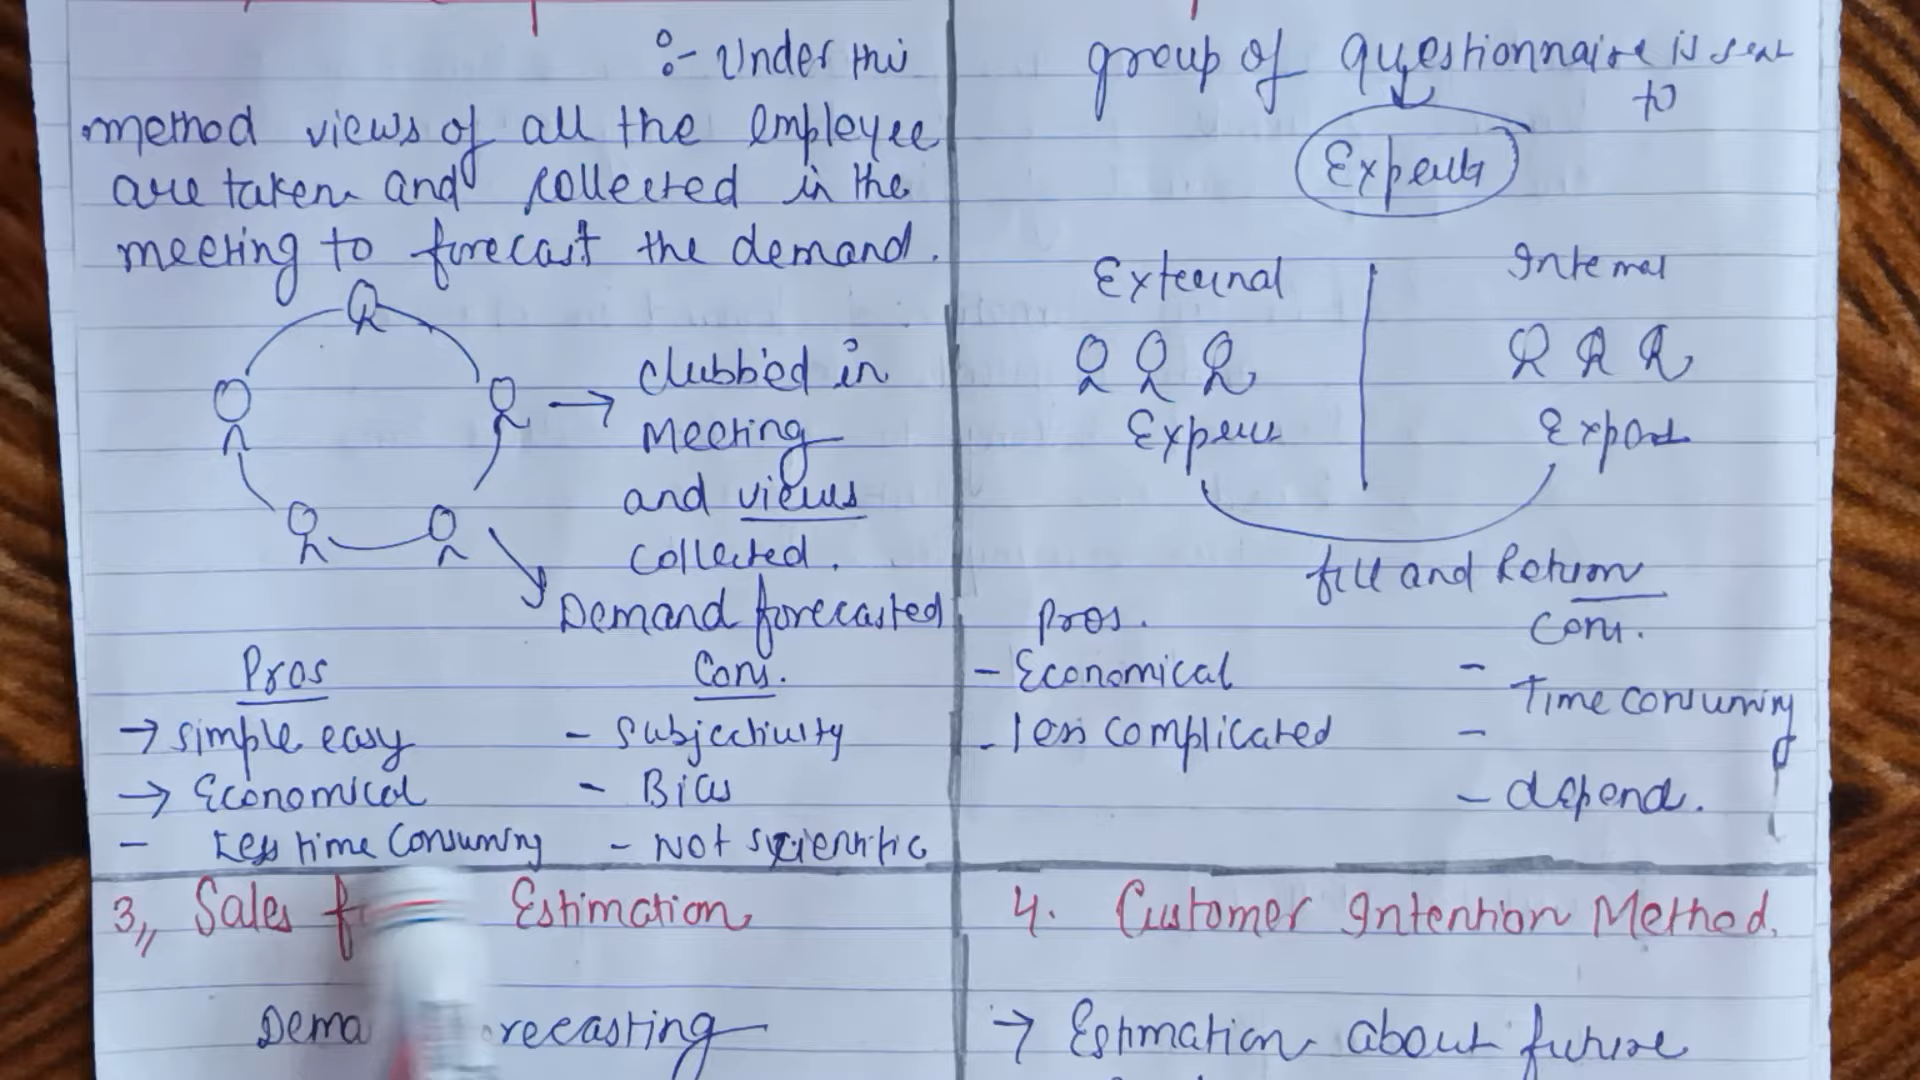 :- Under this
method views of all the employee
are taken and collected in the
meeting to forecast the demand.
clubbed in
meeting
and views
collected.
Demand forecasted
Pros
Cons.
→ simple easy
- Subjectivity
→ Economical
- Bias
- Less time Consuming
- Not scientific
group of questionnaire is sent
to
Experts
External
Internal
Experts
Expert
fill and Return
Pros.
Cons.
- Economical
- Time consuming
- less complicated
-
- depend.
3,, Sales Estimation
4. Customer Intention Method.
→ Estimation about future